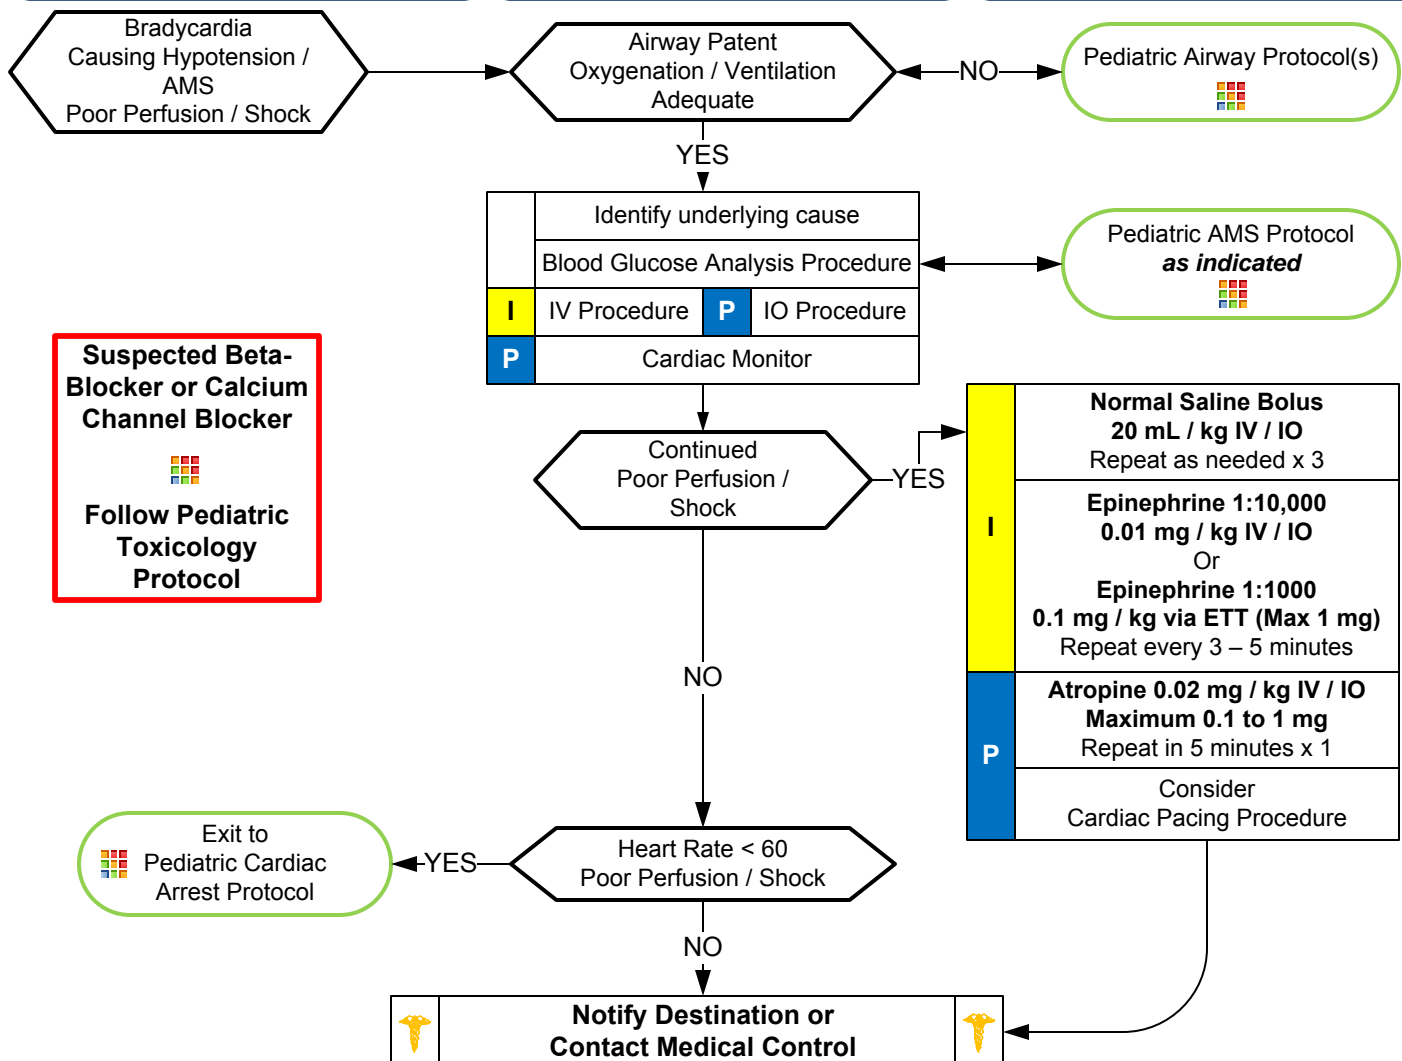 Bradycardia
Causing Hypotension /
AMS
Poor Perfusion / Shock
Airway Patent
Oxygenation / Ventilation
Adequate
NO
Pediatric Airway Protocol(s)
YES
Identify underlying cause
Blood Glucose Analysis Procedure
I
IV Procedure
P
IO Procedure
P
Cardiac Monitor
Pediatric AMS Protocol
as indicated
Suspected Beta-
Blocker or Calcium
Channel Blocker
Follow Pediatric
Toxicology
Protocol
Continued
Poor Perfusion /
Shock
YES
I
Normal Saline Bolus
20 mL / kg IV / IO
Repeat as needed x 3
Epinephrine 1:10,000
0.01 mg / kg IV / IO
Or
Epinephrine 1:1000
0.1 mg / kg via ETT (Max 1 mg)
Repeat every 3 – 5 minutes
P
Atropine 0.02 mg / kg IV / IO
Maximum 0.1 to 1 mg
Repeat in 5 minutes x 1
Consider
Cardiac Pacing Procedure
NO
Heart Rate < 60
Poor Perfusion / Shock
YES
Exit to
Pediatric Cardiac
Arrest Protocol
NO
Notify Destination or
Contact Medical Control